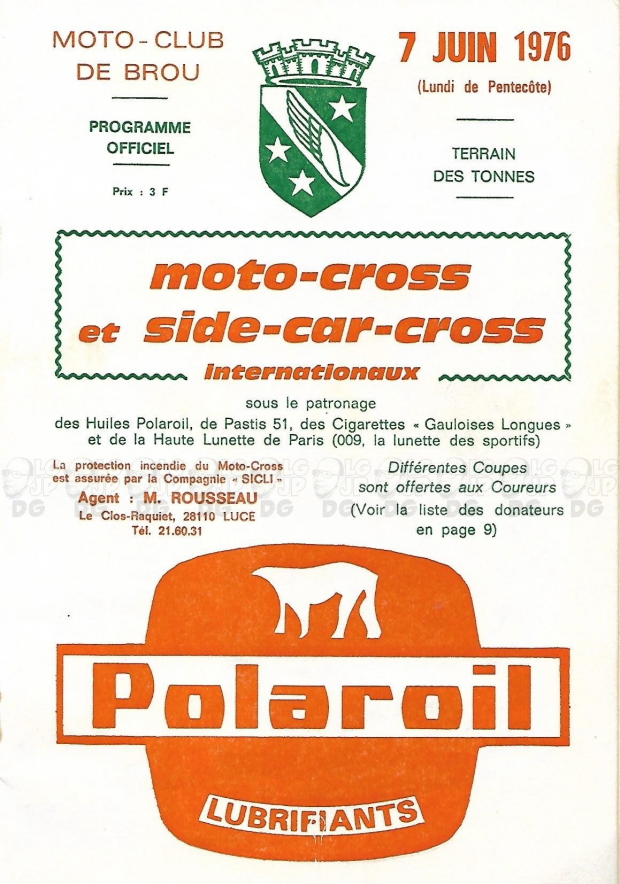 MOTO-CLUB
DE BROU
PROGRAMME
OFFICIEL
Prix : 3 F
7 JUIN 1976
(Lundi de Pentecôte)
TERRAIN
DES TONNES
moto-cross
et side-car-cross
internationaux
sous le patronage
des Huiles Polaroil, de Pastis 51, des Cigarettes « Gauloises Longues »
et de la Haute Lunette de Paris (009, la lunette des sportifs)
La protection incendie du Moto-Cross
est assurée par la Compagnie « SICLI »
Agent : M. ROUSSEAU
Le Clos-Raquiet, 28110 LUCE
Tél. 21.60.31
Différentes Coupes
sont offertes aux Coureurs
(Voir la liste des donateurs
en page 9)
Polaroil
LUBRIFIANTS